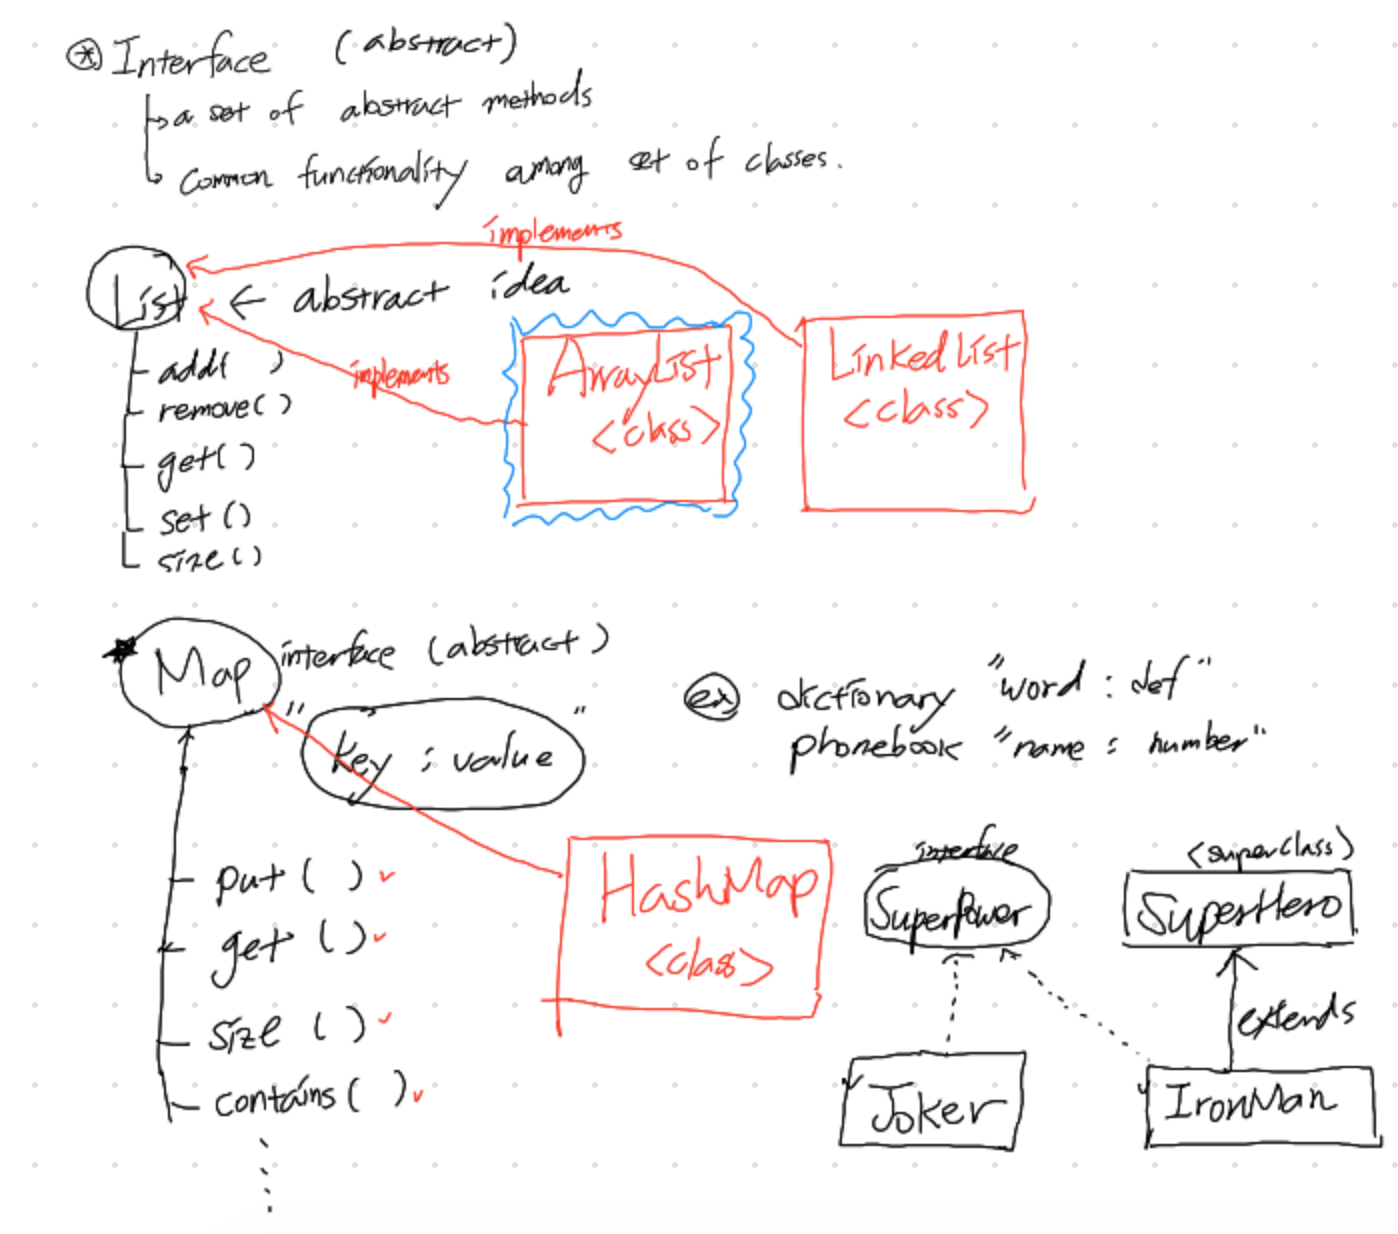 * Interface (abstract)
a set of abstract methods
Common functionality among set of classes.
implements
List ← abstract idea
add( )
remove()
get()
set()
size()
implements
ArrayList
<class>
LinkedList
<class>
Map interface (abstract)
" key : value "
ex dictionary "word : def"
phonebook "name : number"
put ( )
get ( )
size ( )
contains ( )
HashMap
<class>
interface
SuperPower
<superclass>
SuperHero
extends
Joker
IronMan